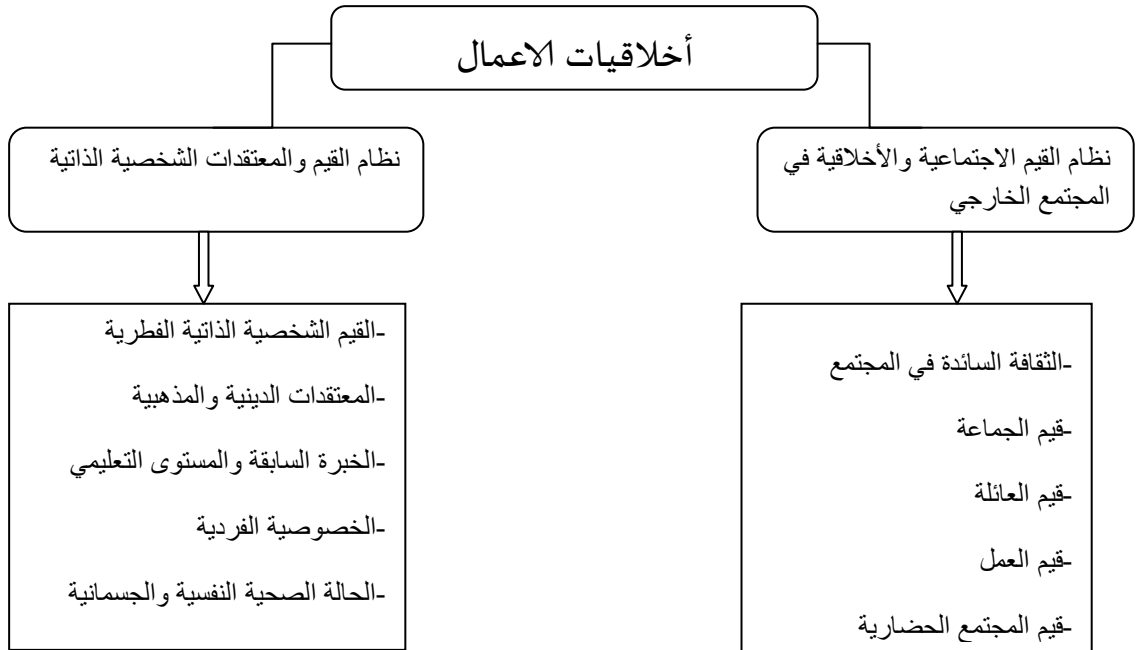 أخلاقيات الاعمال
نظام القيم الاجتماعية والأخلاقية في
المجتمع الخارجي
نظام القيم والمعتقدات الشخصية الذاتية
-الثقافة السائدة في المجتمع
-قيم الجماعة
-قيم العائلة
-قيم العمل
-قيم المجتمع الحضارية
-القيم الشخصية الذاتية الفطرية
-المعتقدات الدينية والمذهبية
-الخبرة السابقة والمستوى التعليمي
-الخصوصية الفردية
-الحالة الصحية النفسية والجسمانية